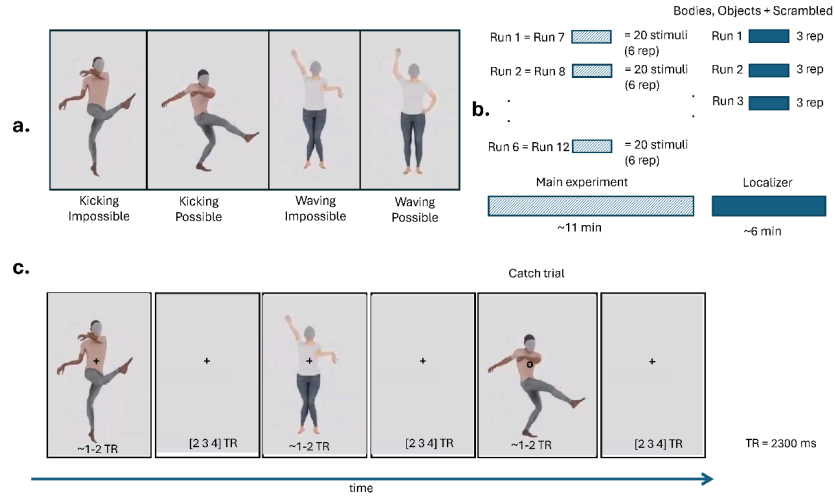 a.
Kicking
Impossible
Kicking
Possible
Waving
Impossible
Waving
Possible
b.
Bodies, Objects + Scrambled
Run 1 = Run 7
= 20 stimuli
(6 rep)
Run 1
3 rep
Run 2 = Run 8
= 20 stimuli
(6 rep)
Run 2
3 rep
Run 3
3 rep
Run 6 = Run 12
= 20 stimuli
(6 rep)
Main experiment
Localizer
~11 min
~6 min
c.
Catch trial
+
+
+
+
o
+
~1-2 TR
[2 3 4] TR
~1-2 TR
[2 3 4] TR
~1-2 TR
[2 3 4] TR
TR = 2300 ms
time